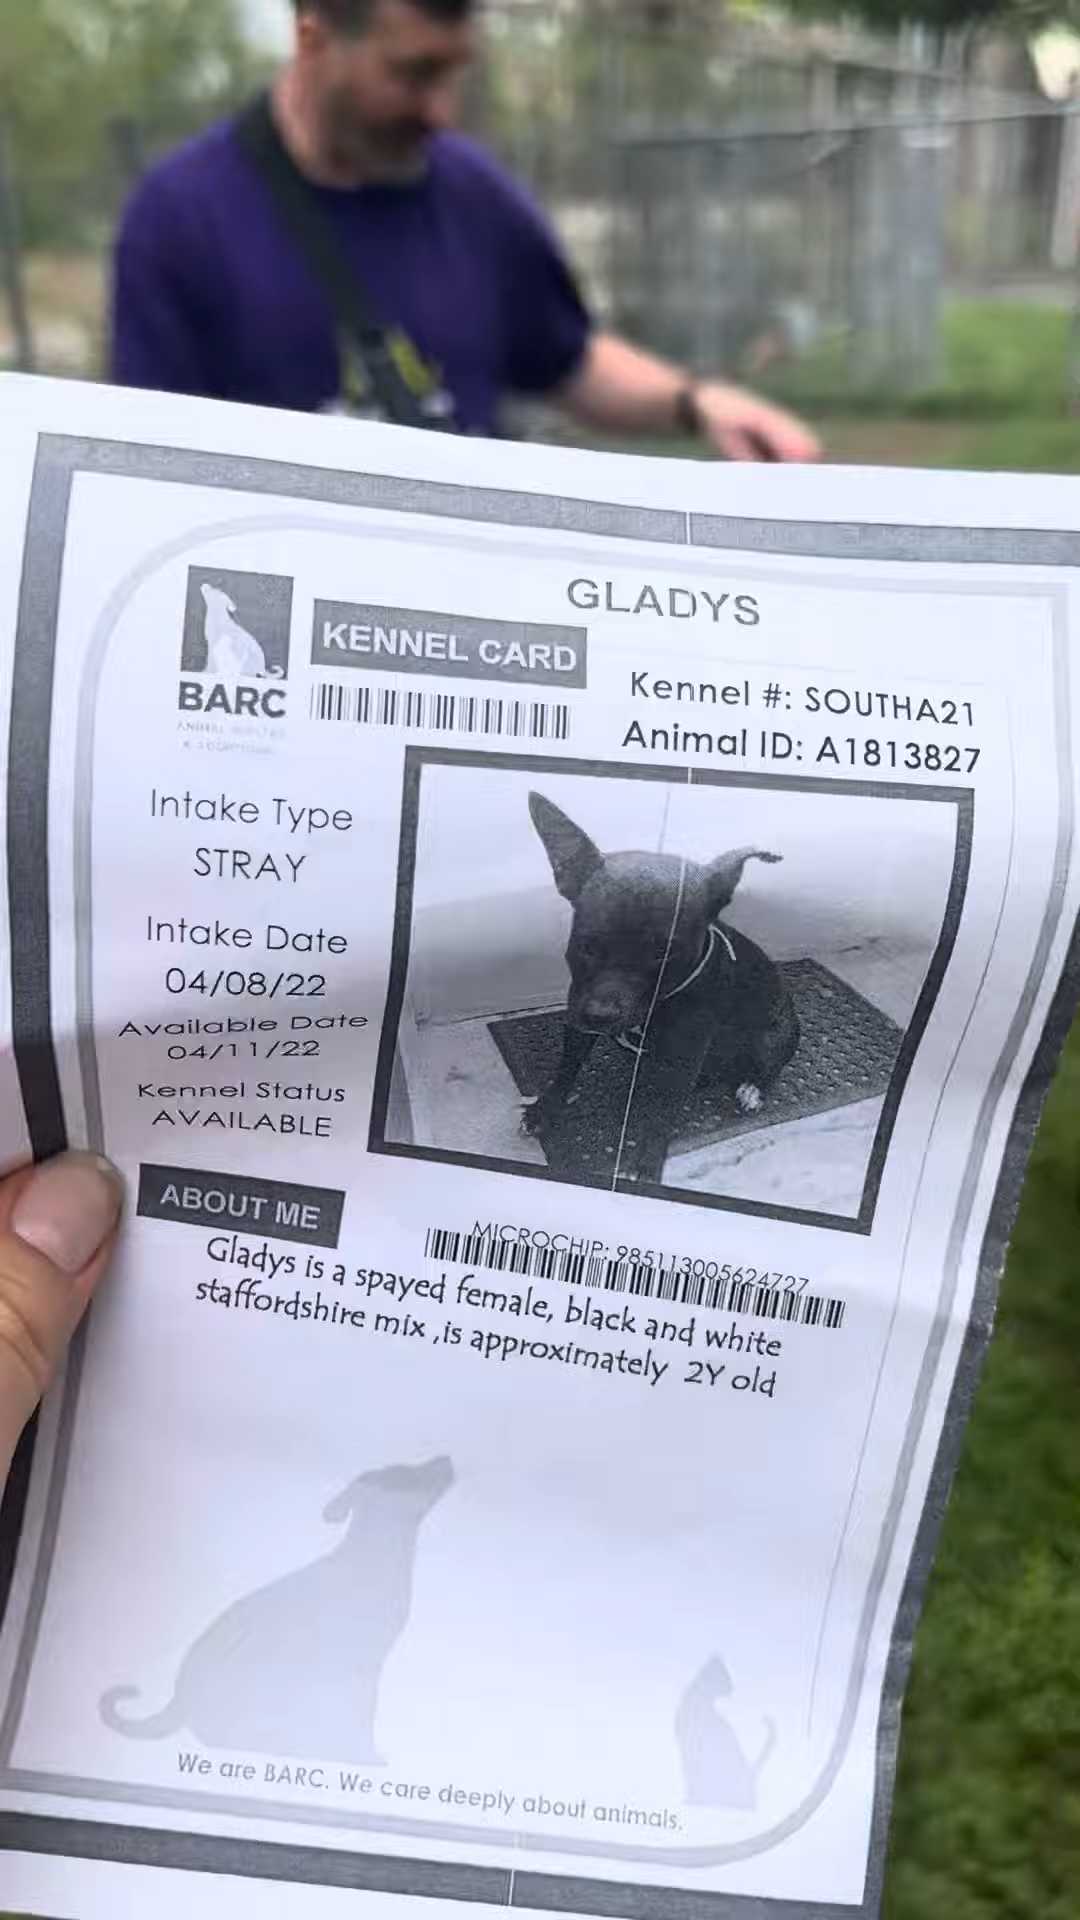 GLADYS
KENNEL CARD
BARC
Kennel #: SOUTHA21
Animal ID: A1813827
Intake Type
STRAY
Intake Date
04/08/22
Available Date
04/11/22
Kennel Status
AVAILABLE
ABOUT ME
MICROCHIP: 985113005624727
Gladys is a spayed female, black and white
staffordshire mix ,is approximately 2Y old
We are BARC. We care deeply about animals.